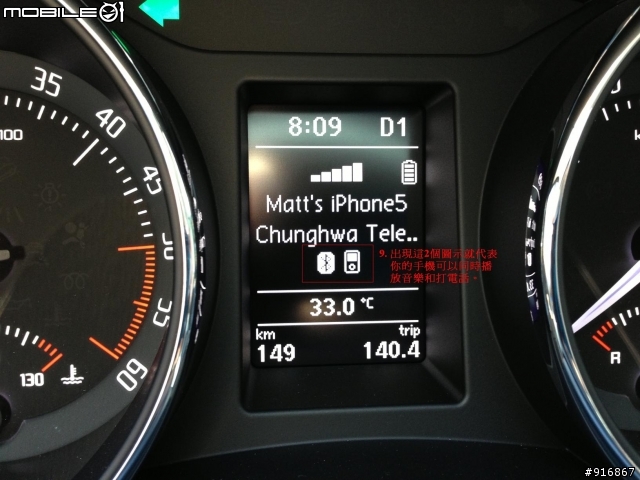 MOBILE01
8:09 D1
Matt's iPhone5
Chunghwa Tele..
9. 出現這2個圖示就代表
你的手機可以同時播
放音樂和打電話。
33.0 °C
km trip
149 140.4
35
40
45
50
55
60
100
130
R
#916867